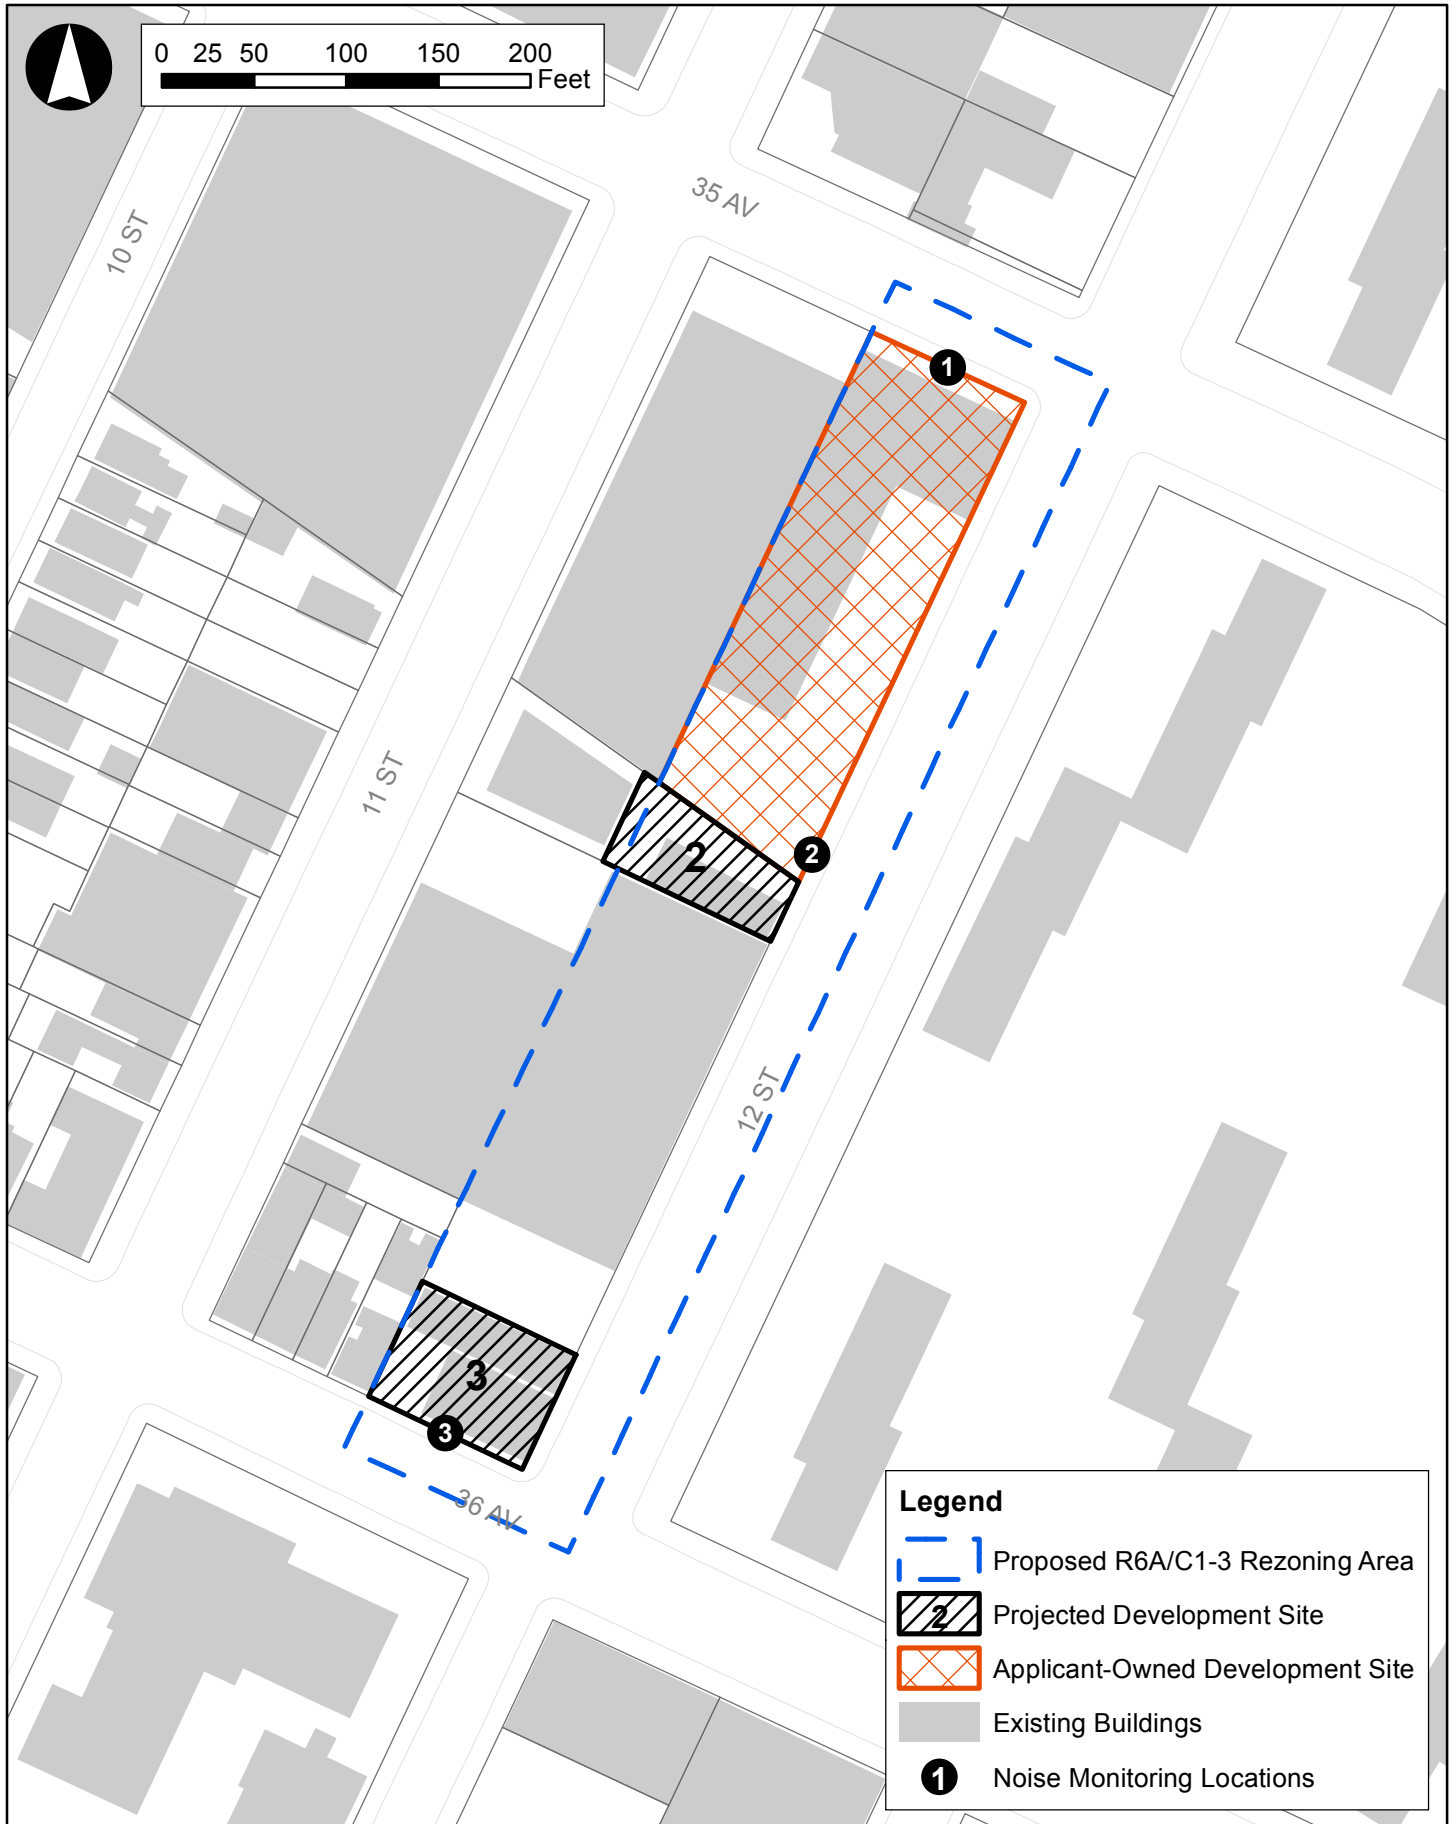 0 25 50 100 150 200
Feet
35 AV
10 ST
1
11 ST
2
2
12 ST
3
3
36 AV
Legend
Proposed R6A/C1-3 Rezoning Area
2 Projected Development Site
Applicant-Owned Development Site
Existing Buildings
1 Noise Monitoring Locations